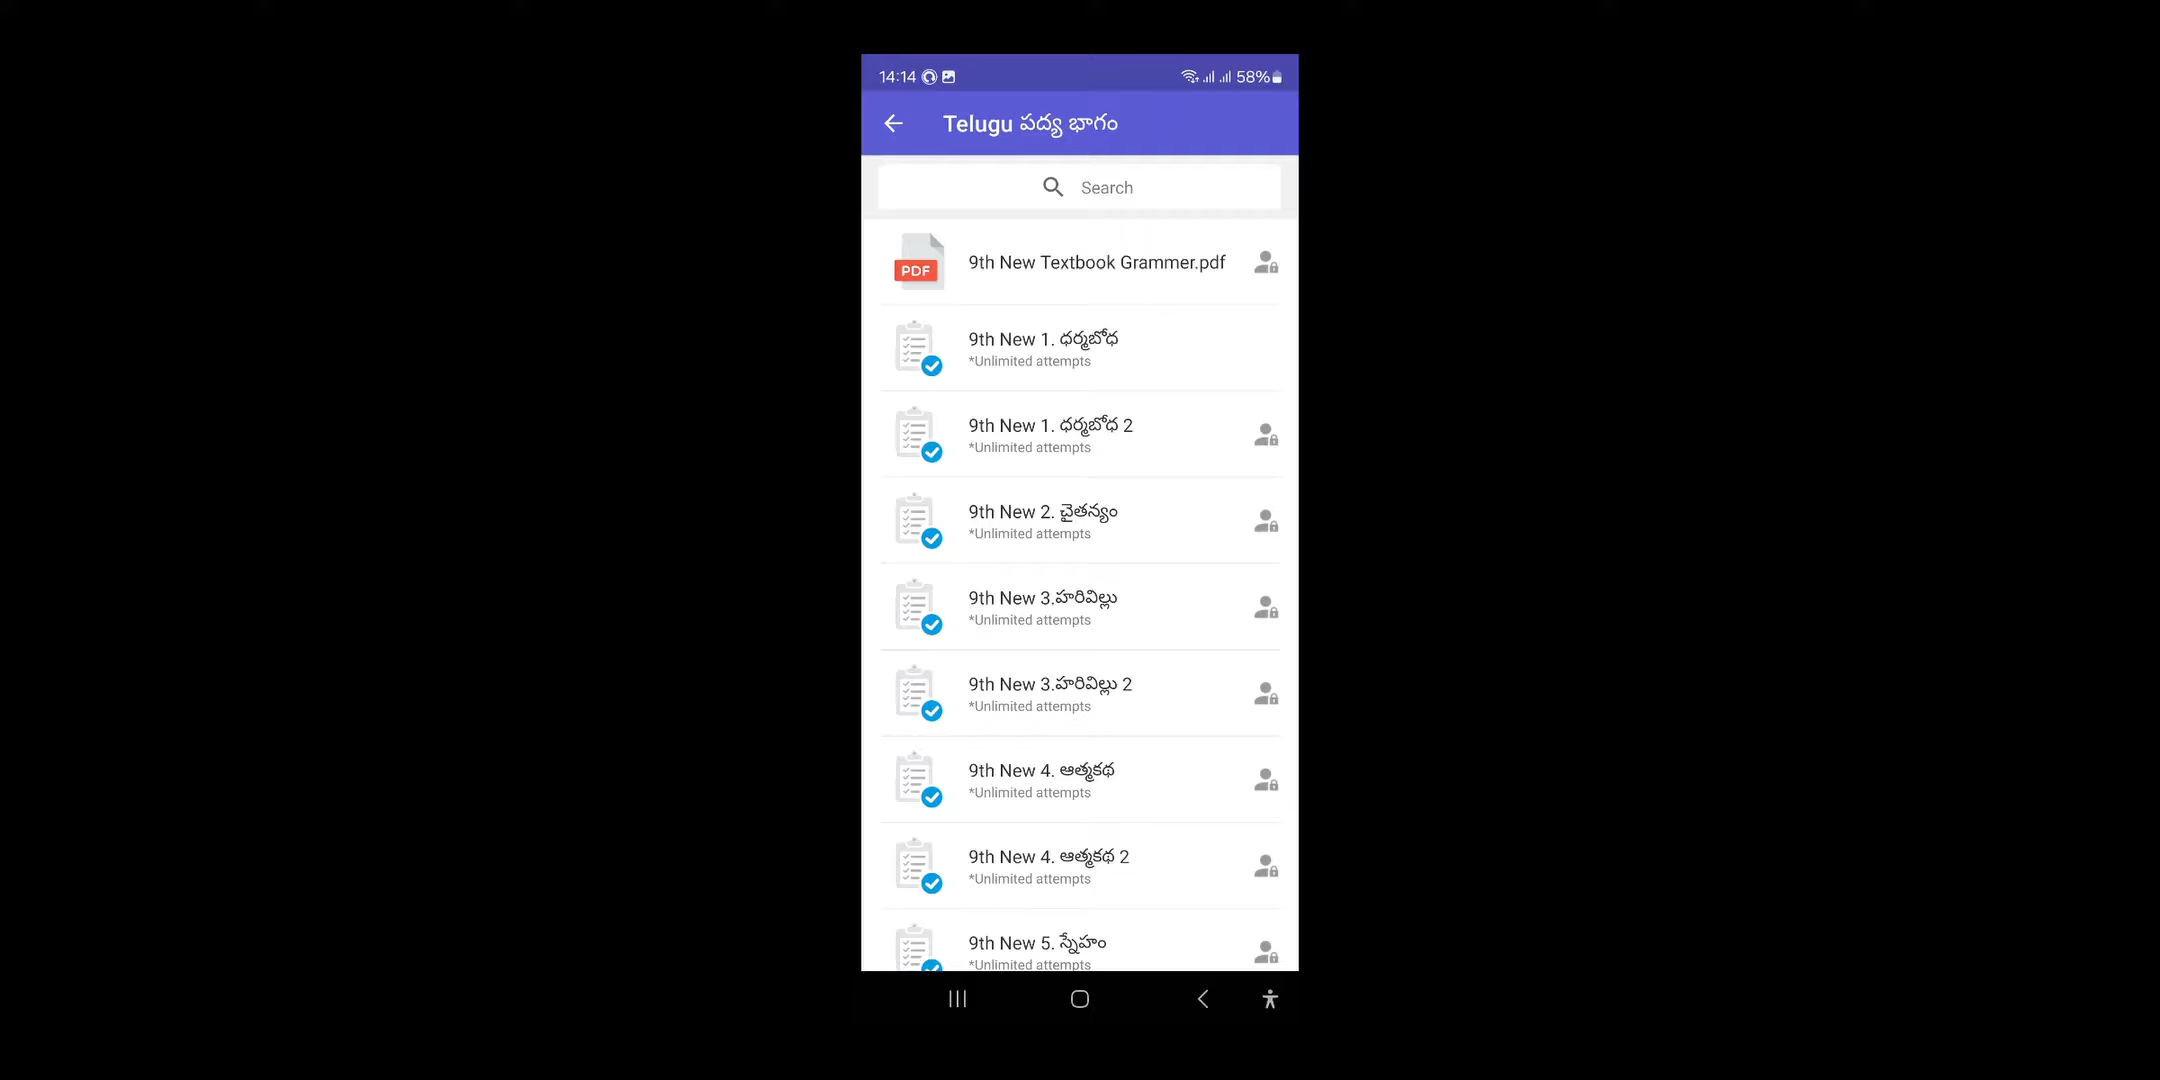 14:14 58%
Telugu పద్య భాగం
Search
PDF
9th New Textbook Grammer.pdf
9th New 1. ధర్మబోధ
*Unlimited attempts
9th New 1. ధర్మబోధ 2
*Unlimited attempts
9th New 2. చైతన్యం
*Unlimited attempts
9th New 3.హరివిల్లు
*Unlimited attempts
9th New 3.హరివిల్లు 2
*Unlimited attempts
9th New 4. ఆత్మకథ
*Unlimited attempts
9th New 4. ఆత్మకథ 2
*Unlimited attempts
9th New 5. స్నేహం
*Unlimited attempts